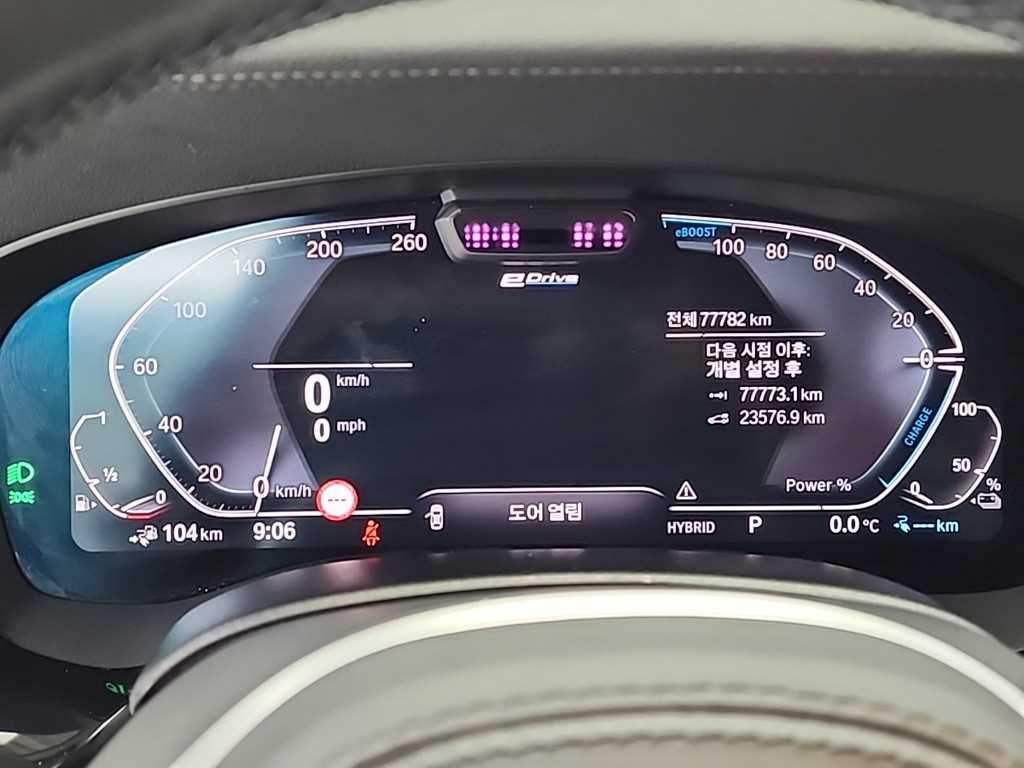 140
200
260
eBOOST
100
80
60
40
20
0
eDrive
100
60
40
20
0 km/h
전체 77782 km
다음 시점 이후:
개별 설정 후
77773.1 km
23576.9 km
0 km/h
0 mph
CHARGE
100
50
%
0
1
½
0
Power %
---
104 km
9:06
도어 열림
HYBRID
P
0.0 °C
--- km